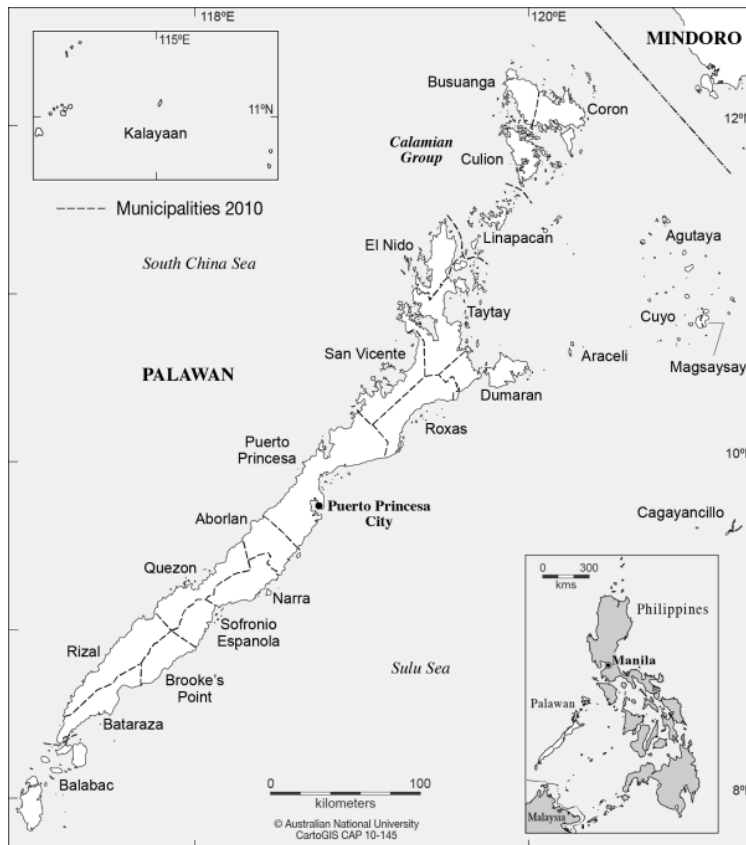 118ºE
120ºE
115ºE
11ºN
Kalayaan
MINDORO
12ºN
Busuanga
Coron
Calamian
Group
Culion
Municipalities 2010
El Nido
Linapacan
Agutaya
South China Sea
Taytay
Cuyo
San Vicente
Araceli
Magsaysay
PALAWAN
Dumaran
Roxas
Puerto
Princesa
10º
Puerto Princesa
City
Aborlan
Cagayancillo
Quezon
Narra
Sofronio
Espanola
Rizal
Sulu Sea
Brooke's
Point
Bataraza
Balabac
0
100
kilometers
© Australian National University
CartoGIS CAP 10-145
8º
0
300
kms
Philippines
Manila
Palawan
Malaysia